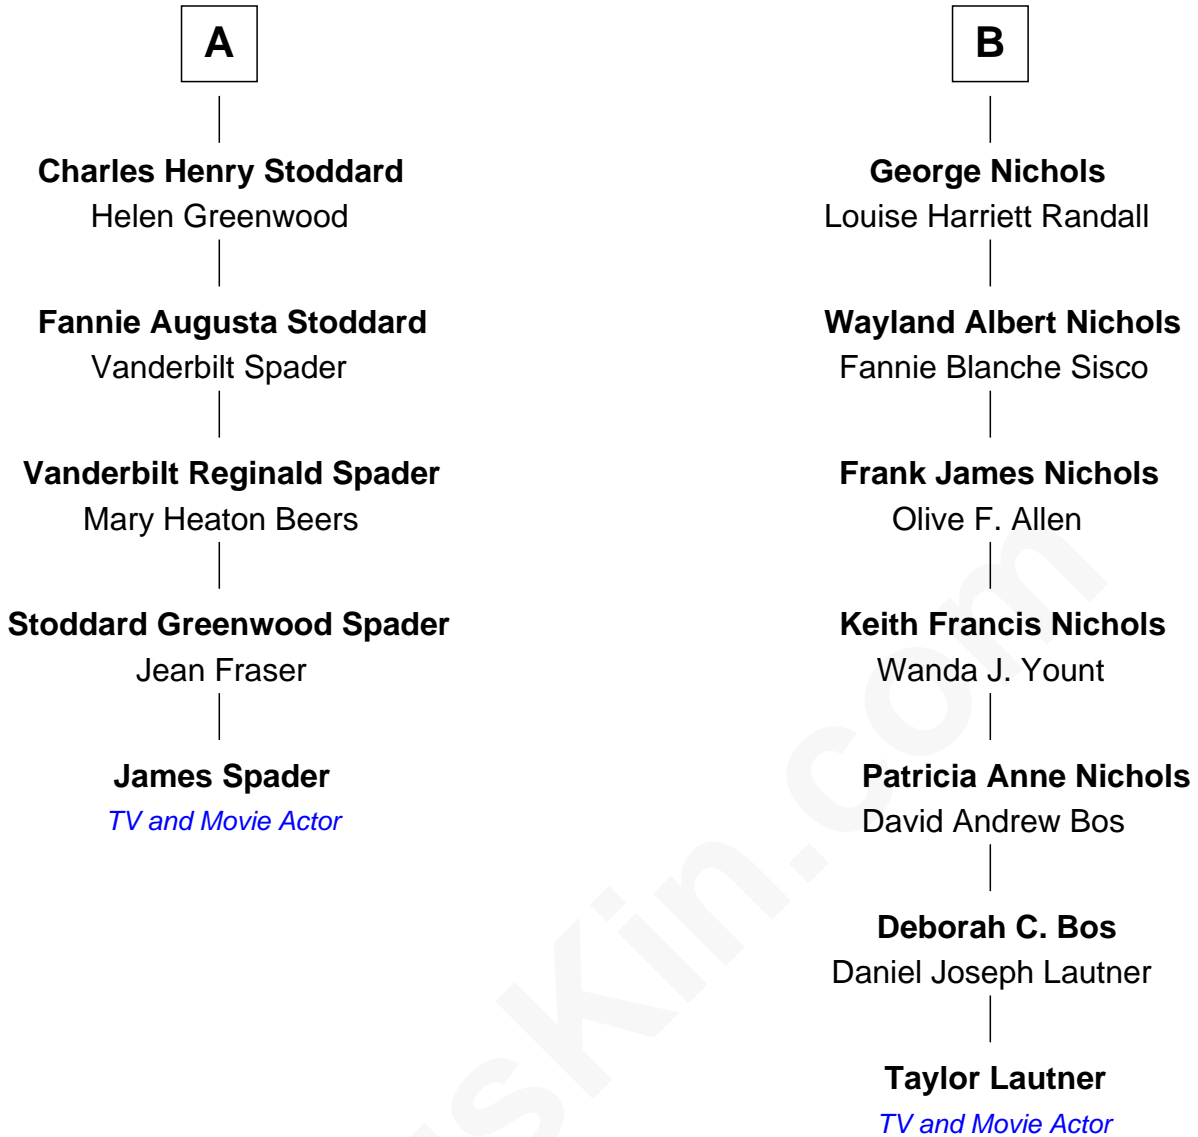 A
Charles Henry Stoddard
Helen Greenwood
Fannie Augusta Stoddard
Vanderbilt Spader
Vanderbilt Reginald Spader
Mary Heaton Beers
Stoddard Greenwood Spader
Jean Fraser
James Spader
TV and Movie Actor
B
George Nichols
Louise Harriett Randall
Wayland Albert Nichols
Fannie Blanche Sisco
Frank James Nichols
Olive F. Allen
Keith Francis Nichols
Wanda J. Yount
Patricia Anne Nichols
David Andrew Bos
Deborah C. Bos
Daniel Joseph Lautner
Taylor Lautner
TV and Movie Actor
sKin.com